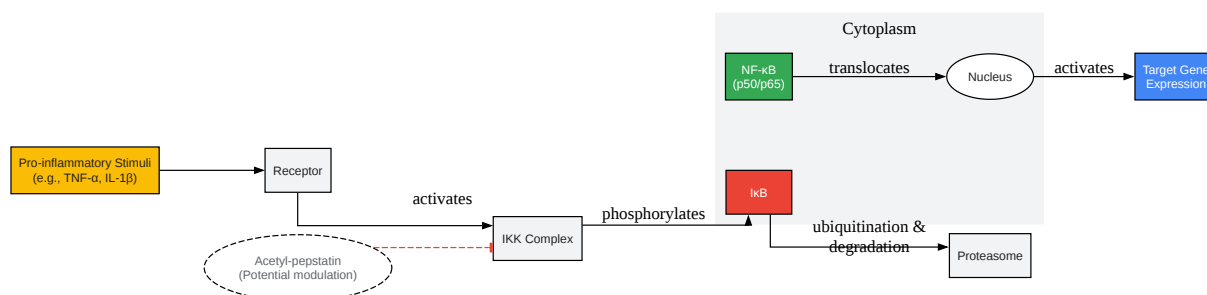 Cytoplasm
NF-κB
(p50/p65)
translocates
Nucleus
activates
Target Gene
Expression
Pro-inflammatory Stimuli
(e.g., TNF-α, IL-1β)
Receptor
activates
IκB
phosphorylates
IKK Complex
ubiquitination &
degradation
Proteasome
Acetyl-pepstatin
(Potential modulation)